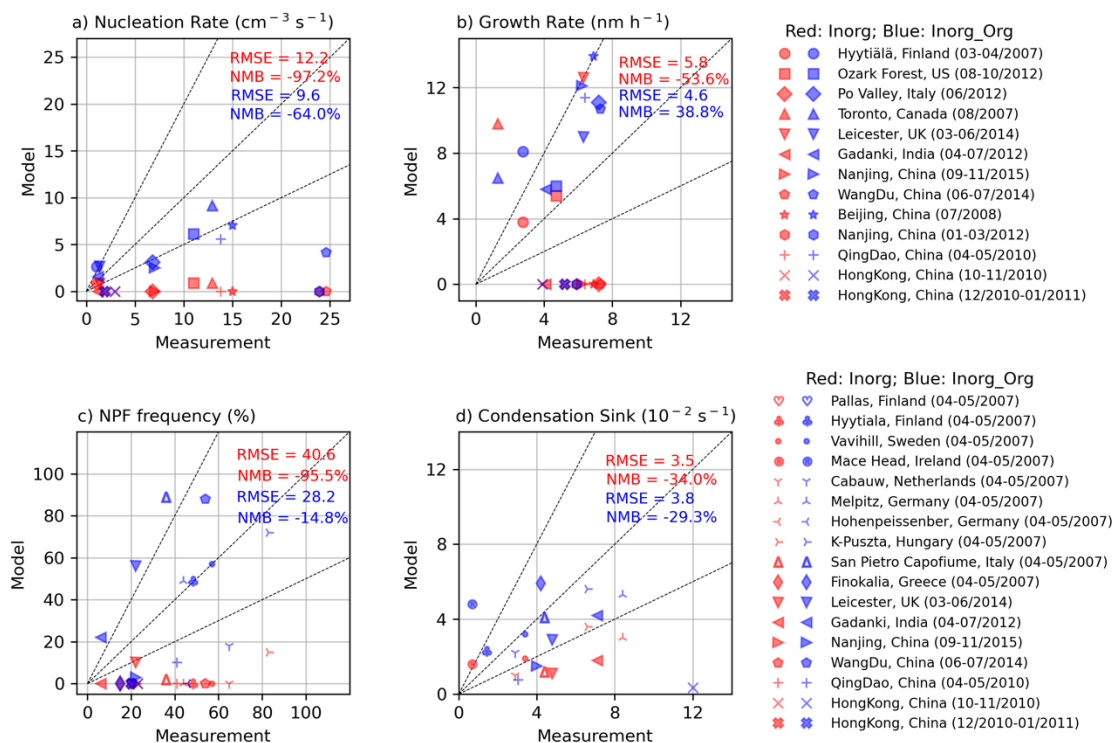 a) Nucleation Rate (cm⁻³ s⁻¹)
25
20
15
10
5
0
Model
0 5 10 15 20 25
Measurement
RMSE = 12.2
NMB = -97.2%
RMSE = 9.6
NMB = -64.0%
b) Growth Rate (nm h⁻¹)
12
8
4
0
Model
0 4 8 12
Measurement
RMSE = 5.8
NMB = -53.6%
RMSE = 4.6
NMB = 38.8%
Red: Inorg; Blue: Inorg_Org
Hyytiälä, Finland (03-04/2007)
Ozark Forest, US (08-10/2012)
Po Valley, Italy (06/2012)
Toronto, Canada (08/2007)
Leicester, UK (03-06/2014)
Gadanki, India (04-07/2012)
Nanjing, China (09-11/2015)
WangDu, China (06-07/2014)
Beijing, China (07/2008)
Nanjing, China (01-03/2012)
QingDao, China (04-05/2010)
HongKong, China (10-11/2010)
HongKong, China (12/2010-01/2011)
c) NPF frequency (%)
100
80
60
40
20
0
Model
0 20 40 60 80 100
Measurement
RMSE = 40.6
NMB = -95.5%
RMSE = 28.2
NMB = -14.8%
d) Condensation Sink (10⁻² s⁻¹)
12
8
4
0
Model
0 4 8 12
Measurement
RMSE = 3.5
NMB = -34.0%
RMSE = 3.8
NMB = -29.3%
Red: Inorg; Blue: Inorg_Org
Pallas, Finland (04-05/2007)
Hyytiala, Finland (04-05/2007)
Vavihill, Sweden (04-05/2007)
Mace Head, Ireland (04-05/2007)
Cabauw, Netherlands (04-05/2007)
Melpitz, Germany (04-05/2007)
Hohenpeissenber, Germany (04-05/2007)
K-Puszta, Hungary (04-05/2007)
San Pietro Capofiume, Italy (04-05/2007)
Finokalia, Greece (04-05/2007)
Leicester, UK (03-06/2014)
Gadanki, India (04-07/2012)
Nanjing, China (09-11/2015)
WangDu, China (06-07/2014)
QingDao, China (04-05/2010)
HongKong, China (10-11/2010)
HongKong, China (12/2010-01/2011)